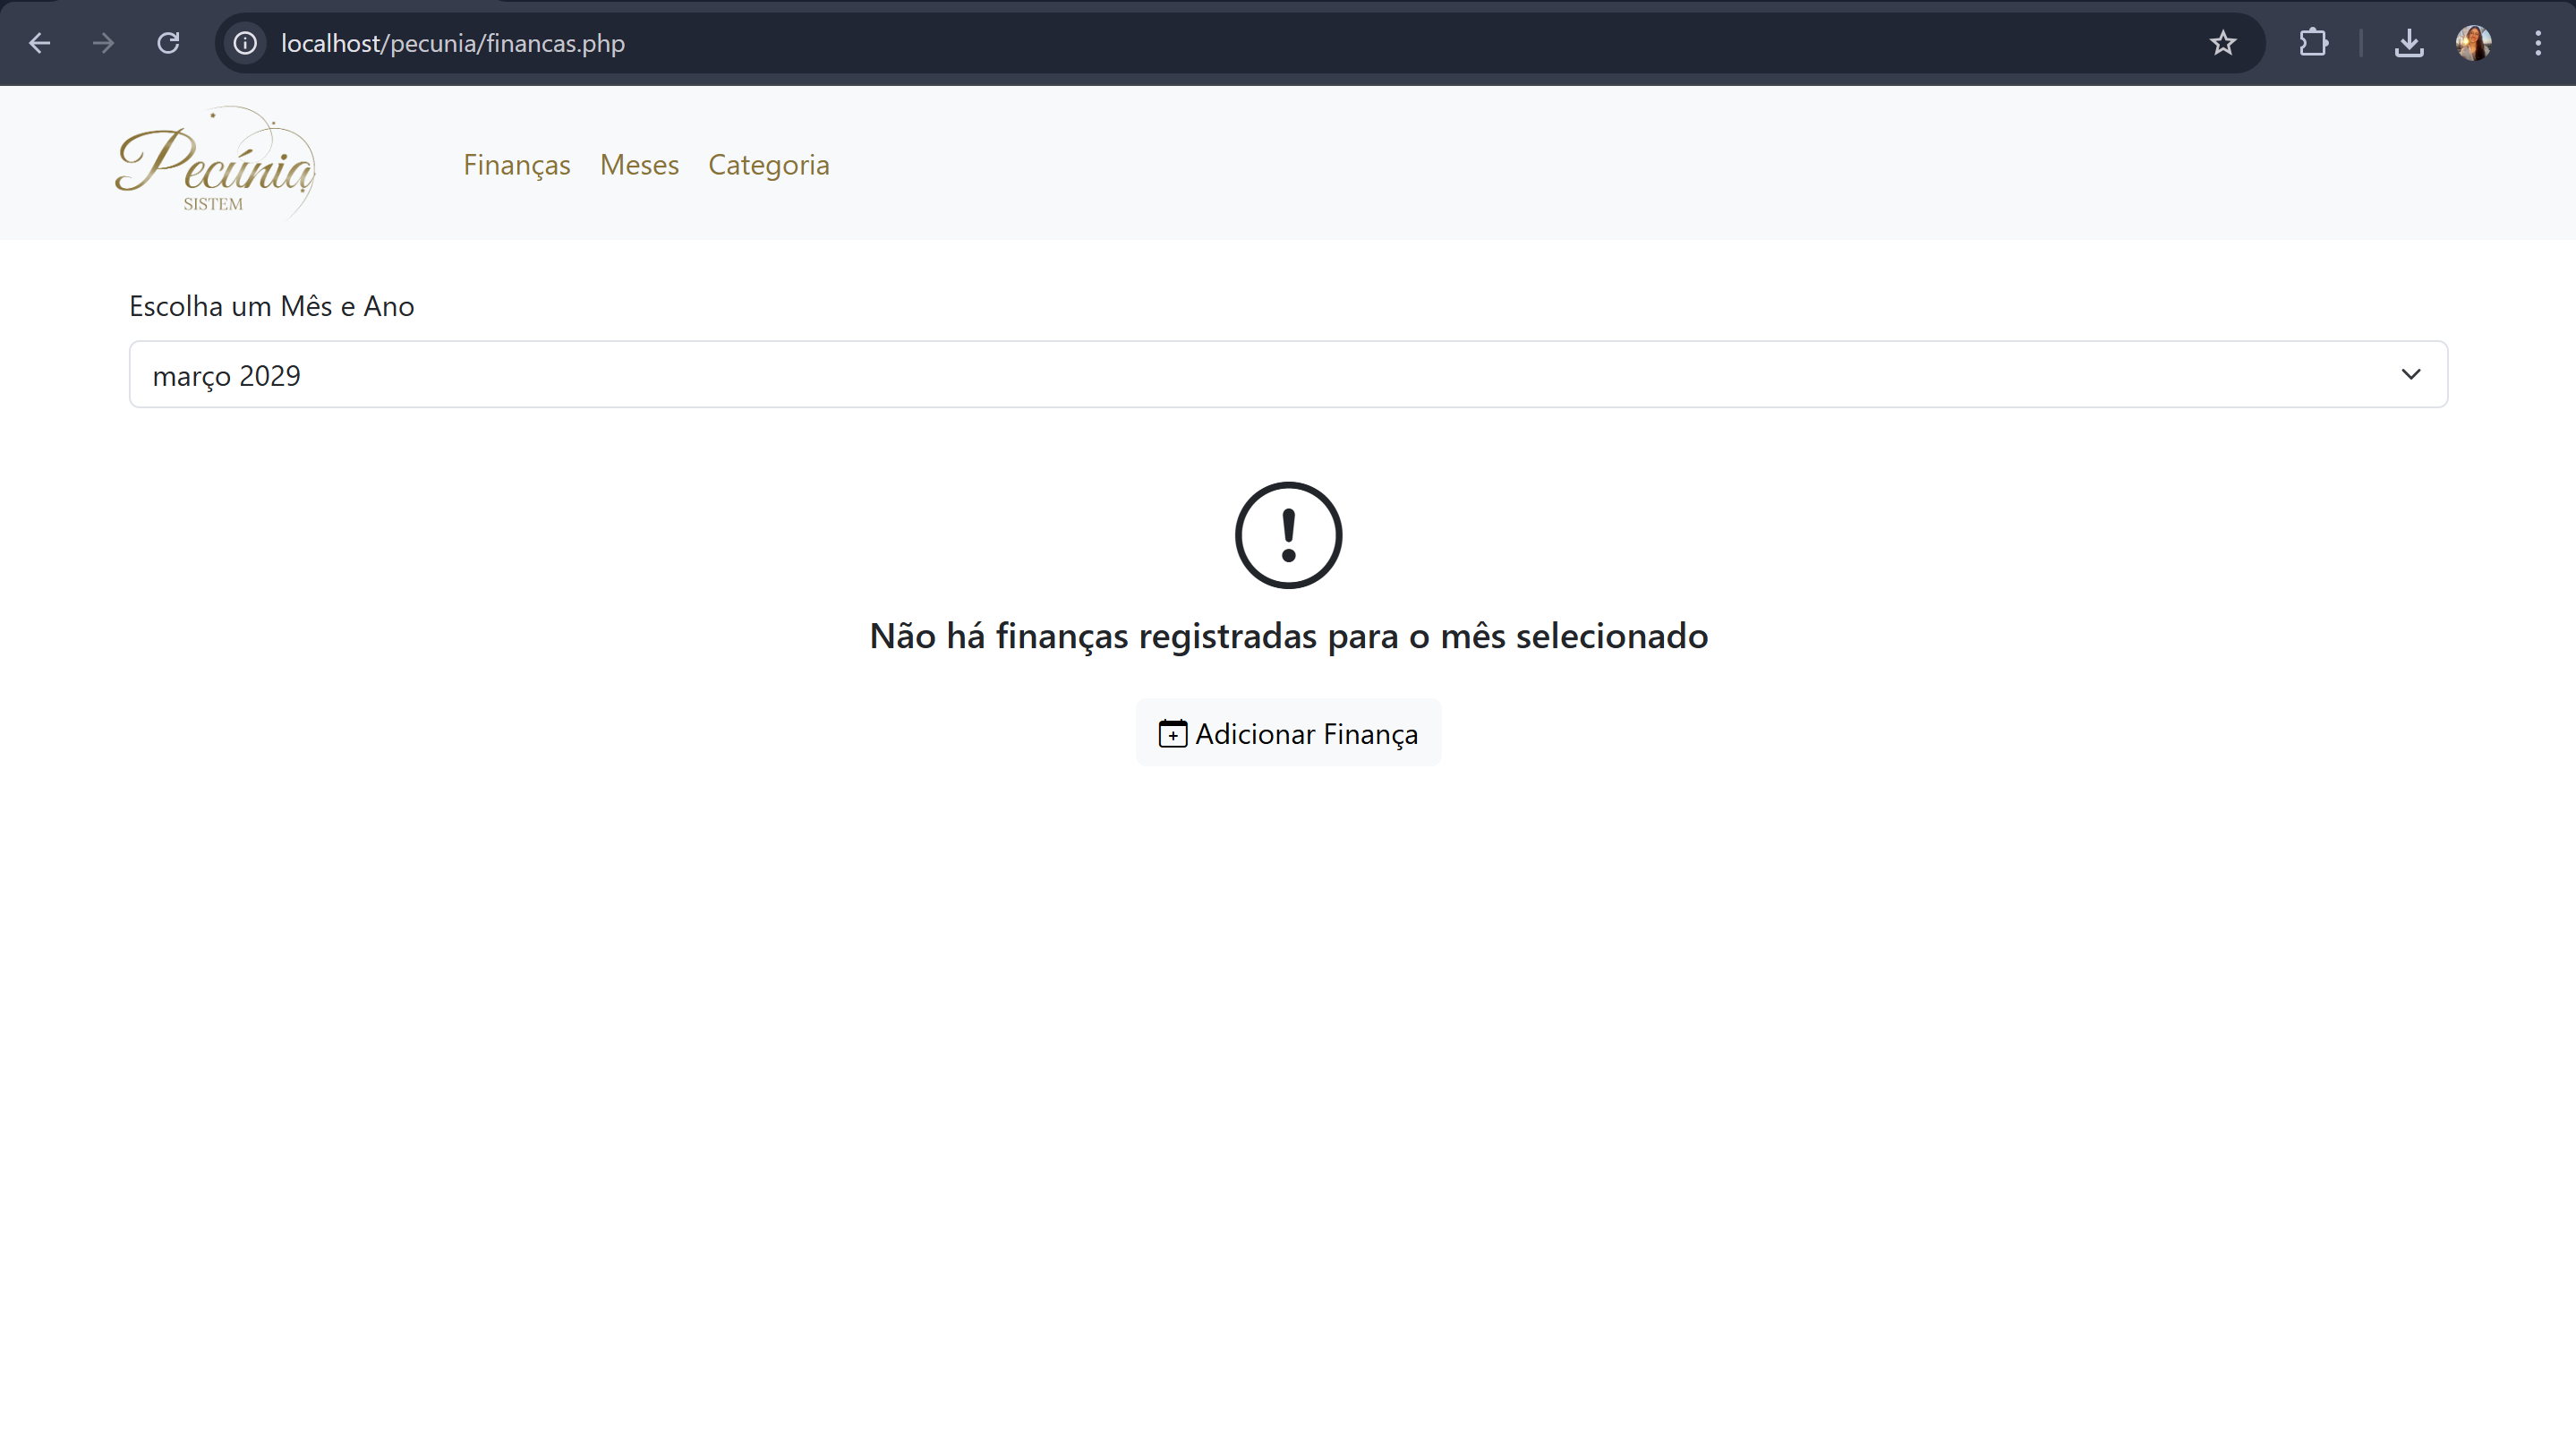 localhost/pecunia/financas.php
Pecúnia
SISTEM
Finanças Meses Categoria
Escolha um Mês e Ano
março 2029
Não há finanças registradas para o mês selecionado
Adicionar Finança